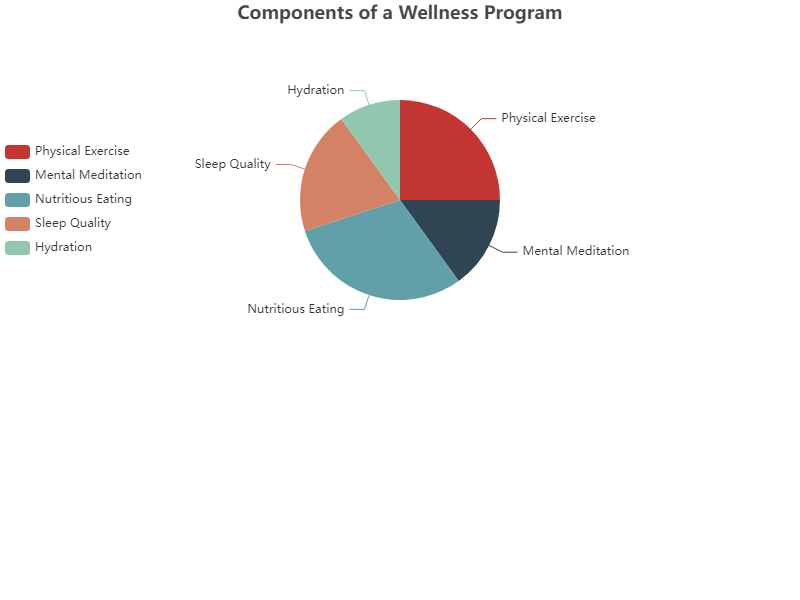 Components of a Wellness Program
Physical Exercise
Mental Meditation
Nutritious Eating
Sleep Quality
Hydration
Hydration
Physical Exercise
Sleep Quality
Mental Meditation
Nutritious Eating